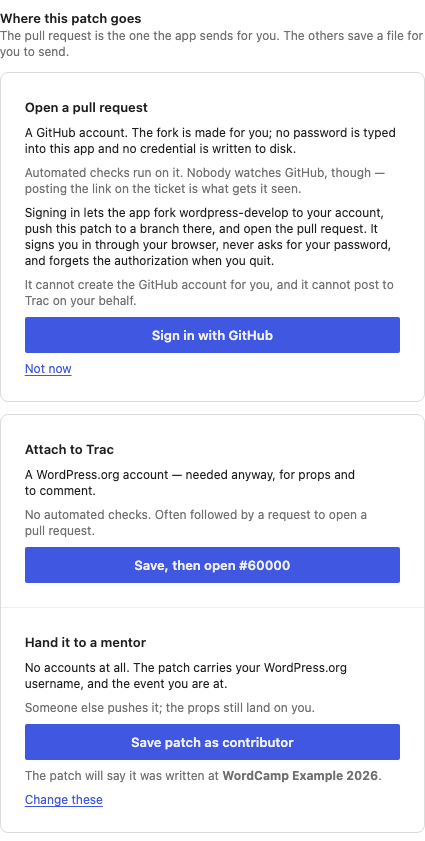 Where this patch goes
The pull request is the one the app sends for you. The others save a file for
you to send.
Open a pull request
A GitHub account. The fork is made for you; no password is typed
into this app and no credential is written to disk.
Automated checks run on it. Nobody watches GitHub, though —
posting the link on the ticket is what gets it seen.
Signing in lets the app fork wordpress-develop to your account,
push this patch to a branch there, and open the pull request. It
signs you in through your browser, never asks for your password,
and forgets the authorization when you quit.
It cannot create the GitHub account for you, and it cannot post to
Trac on your behalf.
Sign in with GitHub
Not now
Attach to Trac
A WordPress.org account — needed anyway, for props and
to comment.
No automated checks. Often followed by a request to open a
pull request.
Save, then open #60000
Hand it to a mentor
No accounts at all. The patch carries your WordPress.org
username, and the event you are at.
Someone else pushes it; the props still land on you.
Save patch as contributor
The patch will say it was written at WordCamp Example 2026.
Change these